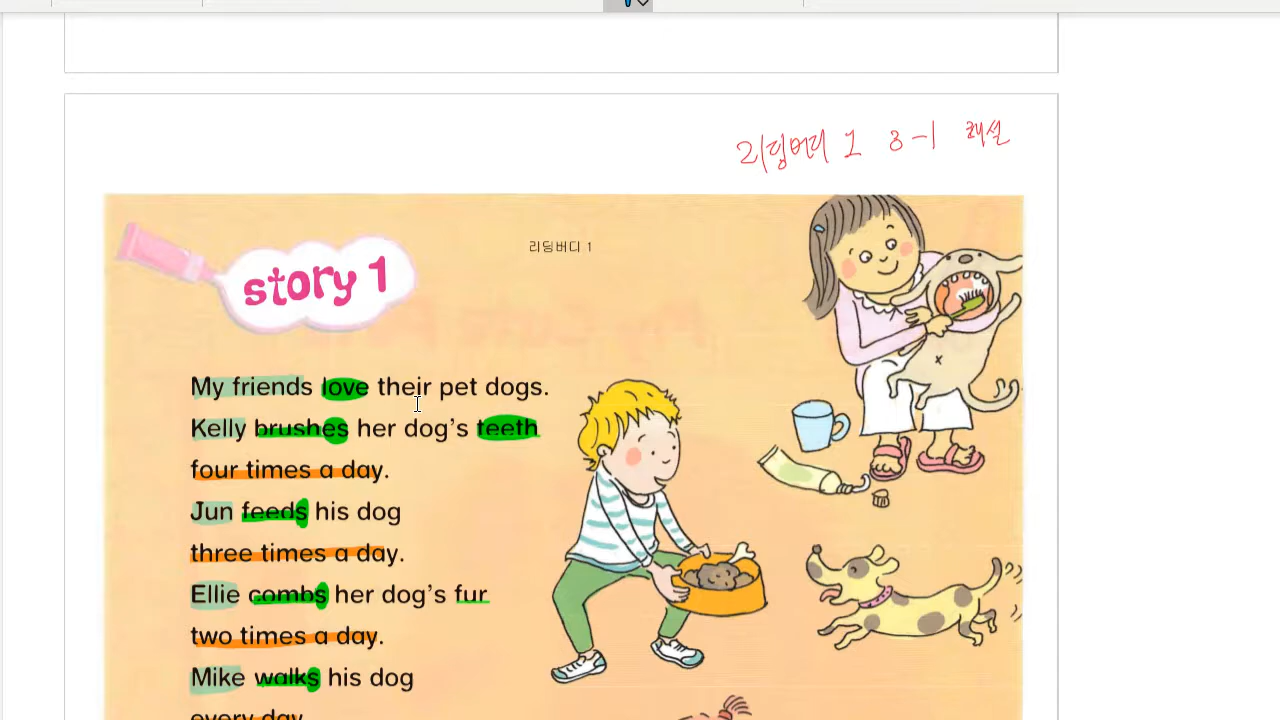 리딩버디 1 3-1 해설
리딩버디 1
story 1
My friends love their pet dogs.
Kelly brushes her dog's teeth
four times a day.
Jun feeds his dog
three times a day.
Ellie combs her dog's fur
two times a day.
Mike walks his dog
every day